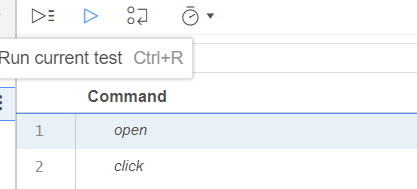 Run current test Ctrl+R
Command
1 open
2 click